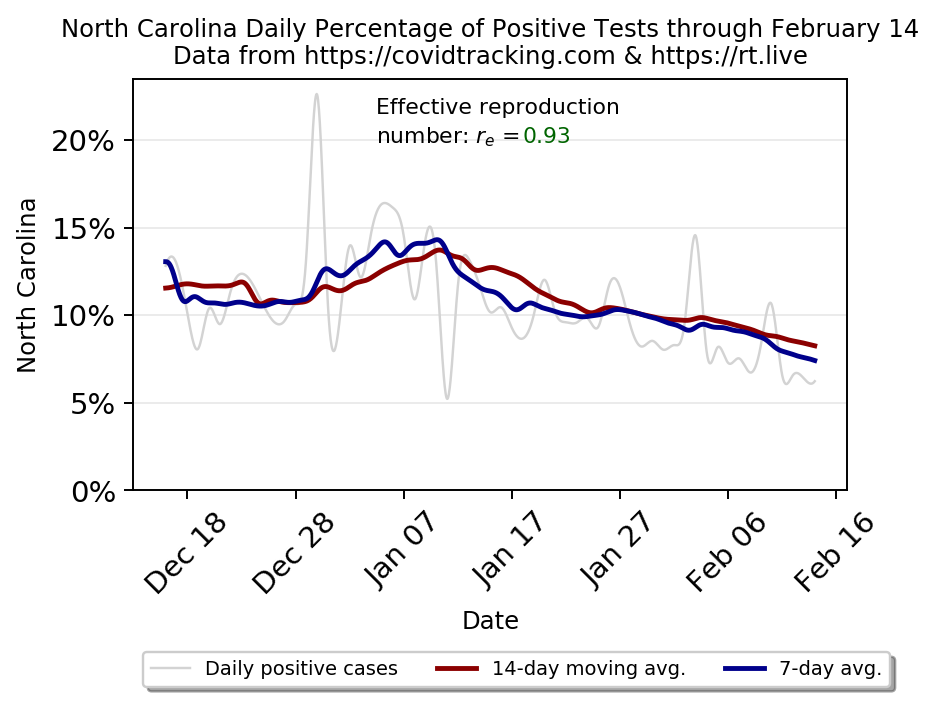 North Carolina Daily Percentage of Positive Tests through February 14
Data from https://covidtracking.com & https://rt.live
Effective reproduction
number: rₑ =0.93
North Carolina
20%
15%
10%
5%
0%
Dec 18
Dec 28
Jan 07
Jan 17
Jan 27
Feb 06
Feb 16
Date
Daily positive cases
14-day moving avg.
7-day avg.